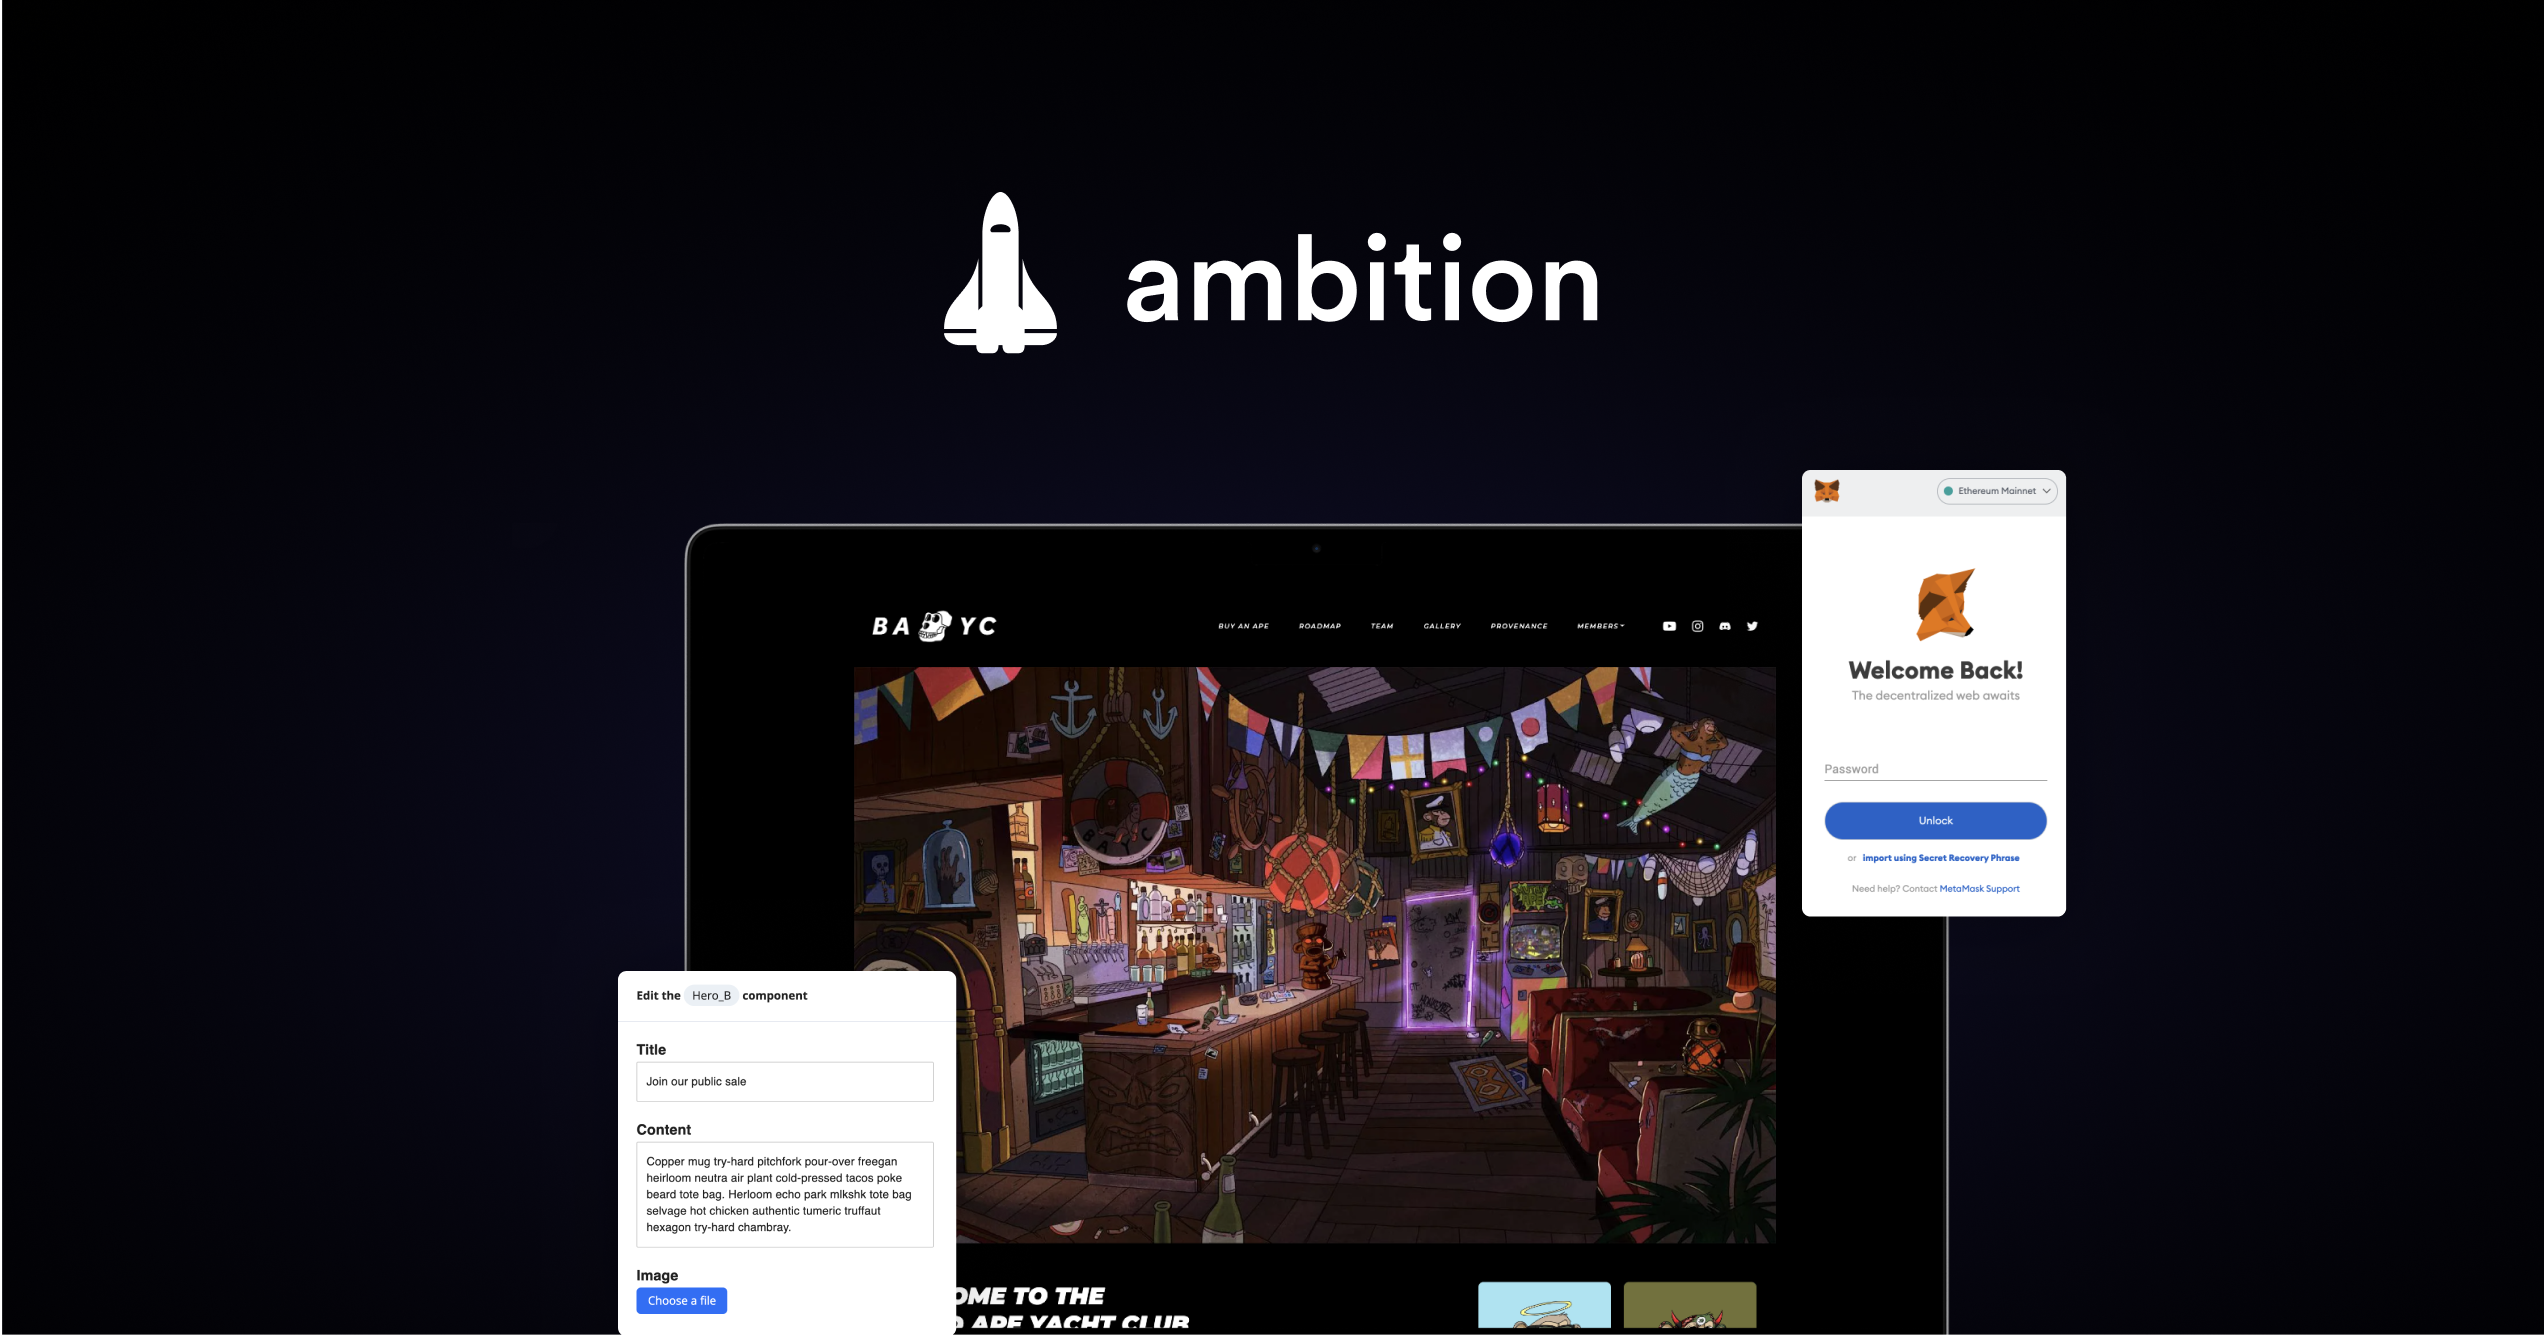 ambition
Ethereum Mainnet
BA YC
BUY AN APE
ROADMAP
TEAM
GALLERY
PROVENANCE
MEMBERS
Welcome Back!
The decentralized web awaits
Password
Unlock
or import using Secret Recovery Phrase
Need help? Contact MetaMask Support
Edit the Hero_B component
Title
Join our public sale
Content
Copper mug try-hard pitchfork pour-over freegan
heirloom neutra air plant cold-pressed tacos poke
beard tote bag. Herloom echo park mlkshk tote bag
selvage hot chicken authentic tumeric truffaut
hexagon try-hard chambray.
Image
Choose a file
OME TO THE
D APE YACHT CLUB